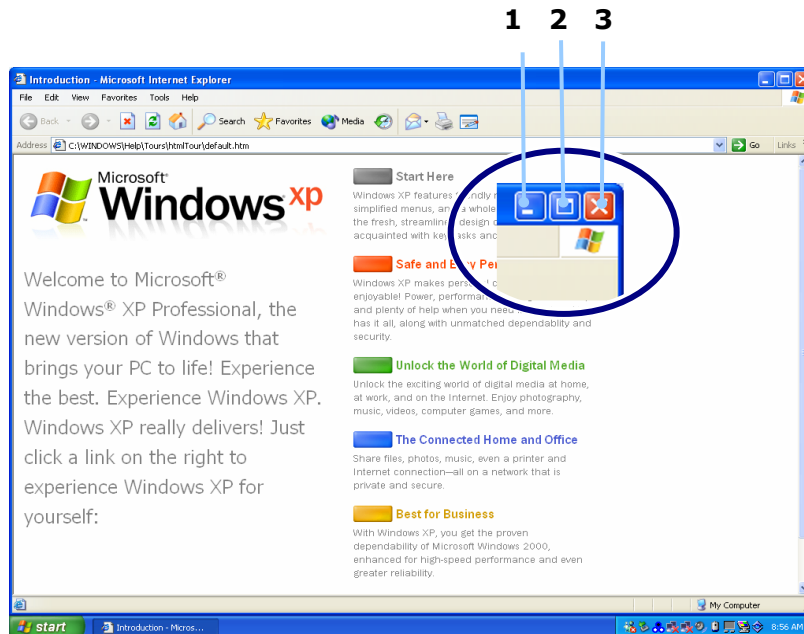 1 2 3
Introduction - Microsoft Internet Explorer
File Edit View Favorites Tools Help
Back Search Favorites Media
Address C:\WINDOWS\Help\Tours\htmlTour\default.htm Go Links
Microsoft®
Windows xp
Welcome to Microsoft®
Windows® XP Professional, the
new version of Windows that
brings your PC to life! Experience
the best. Experience Windows XP.
Windows XP really delivers! Just
click a link on the right to
experience Windows XP for
yourself:
Start Here
Windows XP features
simplified menus, and a whole
the fresh, streamlined design
acquainted with key tasks and
Safe and Easy
Windows XP makes
enjoyable! Power,
and plenty of help when you need
has it all, along with unmatched dependablity and
security.
Unlock the World of Digital Media
Unlock the exciting world of digital media at home,
at work, and on the Internet. Enjoy photography,
music, videos, computer games, and more.
The Connected Home and Office
Share files, photos, music, even a printer and
Internet connection—all on a network that is
private and secure.
Best for Business
With Windows XP, you get the proven
dependability of Microsoft Windows 2000,
enhanced for high-speed performance and even
greater reliability.
My Computer
start Introduction - Micros... 8:56 AM